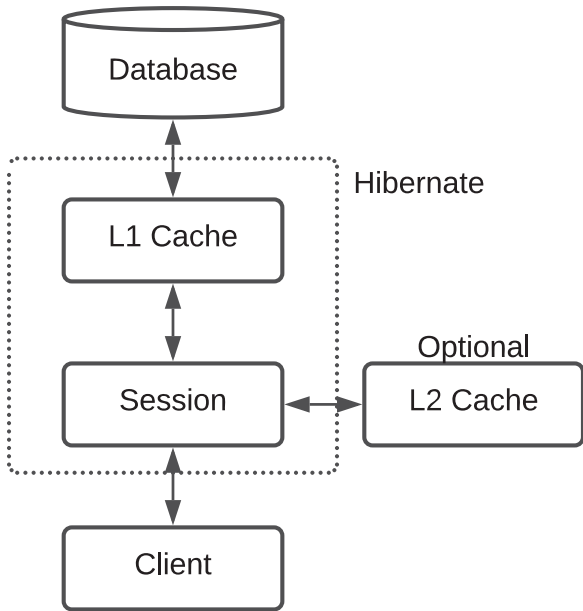 Database
Hibernate
L1 Cache
Optional
Session
L2 Cache
Client